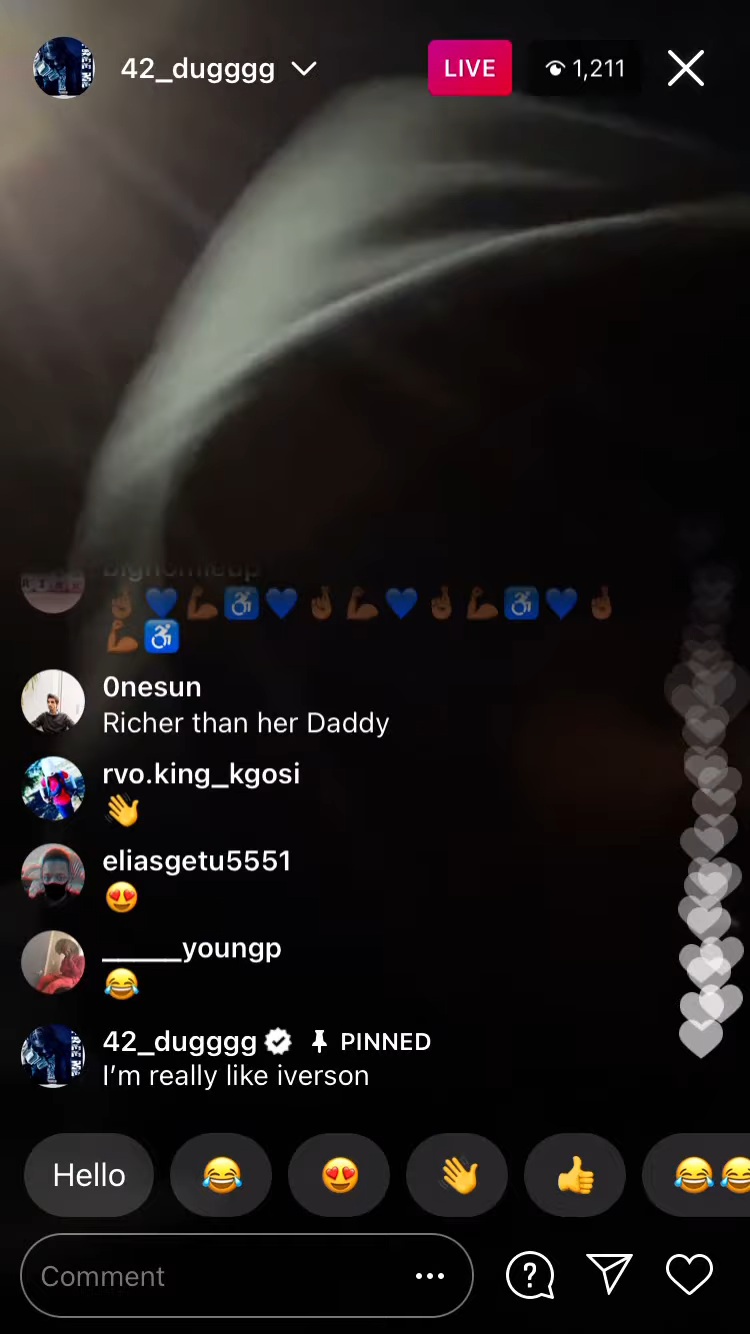 42_dugggg
LIVE
1,211
0nesun
Richer than her Daddy
rvo.king_kgosi
👋
eliasgetu5551
😍
______youngp
😂
42_dugggg PINNED
I'm really like iverson
Hello 😂 😍 👋 👍 😂😂
Comment